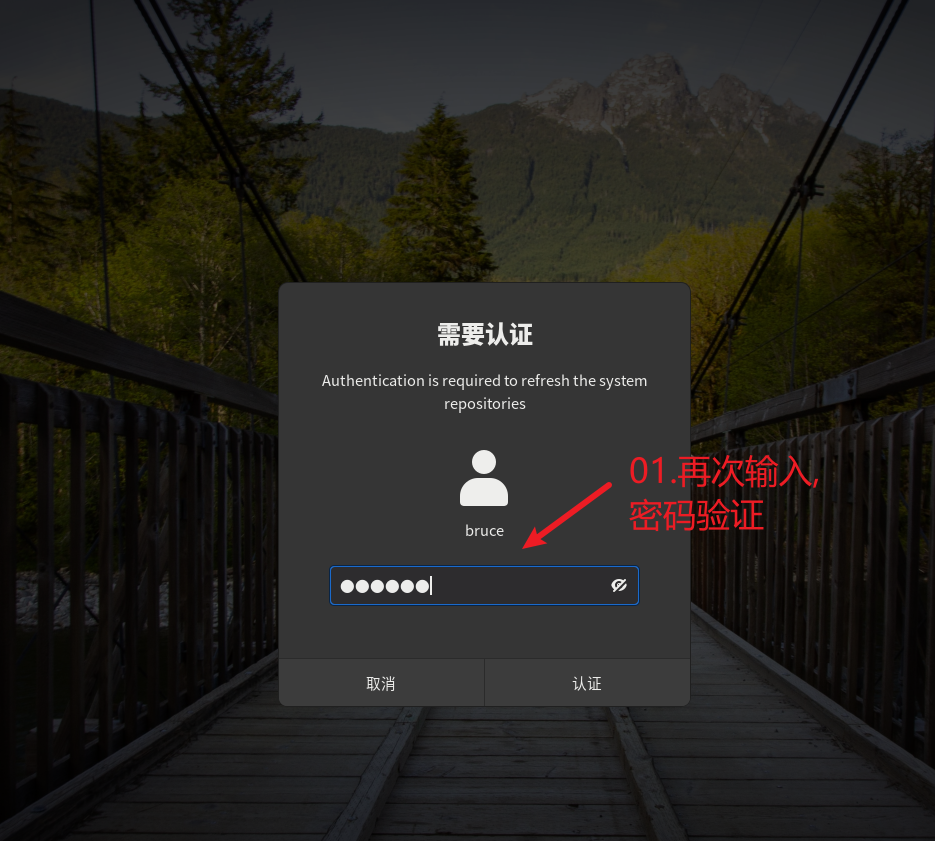 需要认证
Authentication is required to refresh the system
repositories
01.再次输入,
密码验证
bruce
取消
认证